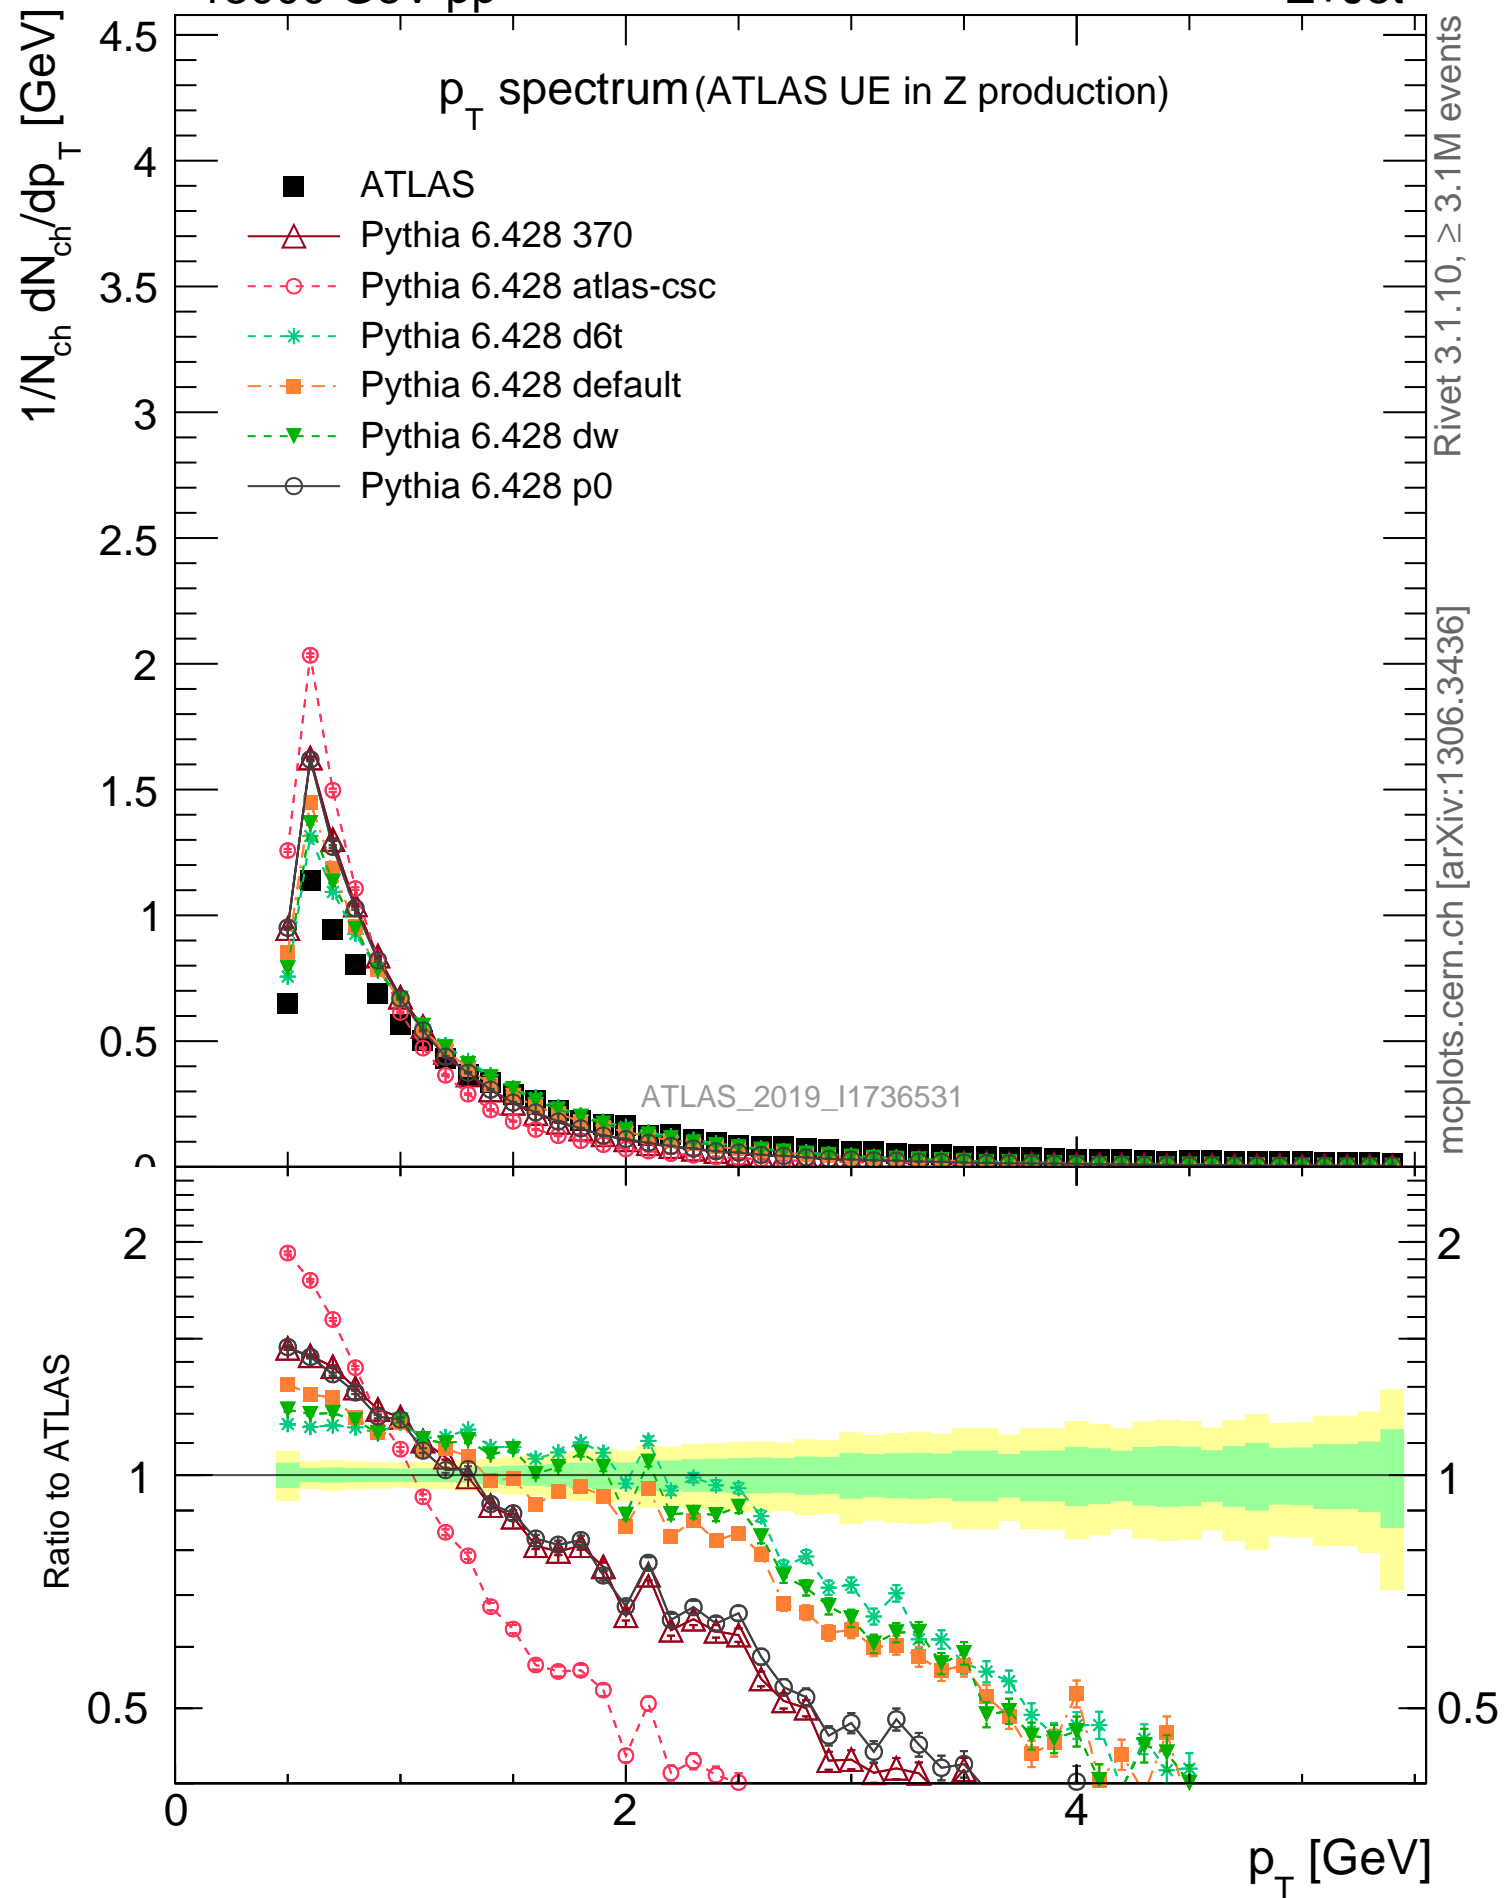 p_T spectrum (ATLAS UE in Z production)
1/N_ch dN_ch/dp_T [GeV]
4.5
4
3.5
3
2.5
2
1.5
1
0.5
0
ATLAS
Pythia 6.428 370
Pythia 6.428 atlas-csc
Pythia 6.428 d6t
Pythia 6.428 default
Pythia 6.428 dw
Pythia 6.428 p0
ATLAS_2019_I1736531
Rivet 3.1.10, ≥ 3.1M events
mcplots.cern.ch [arXiv:1306.3436]
Ratio to ATLAS
2
1
0.5
2
1
0.5
0
2
4
p_T [GeV]